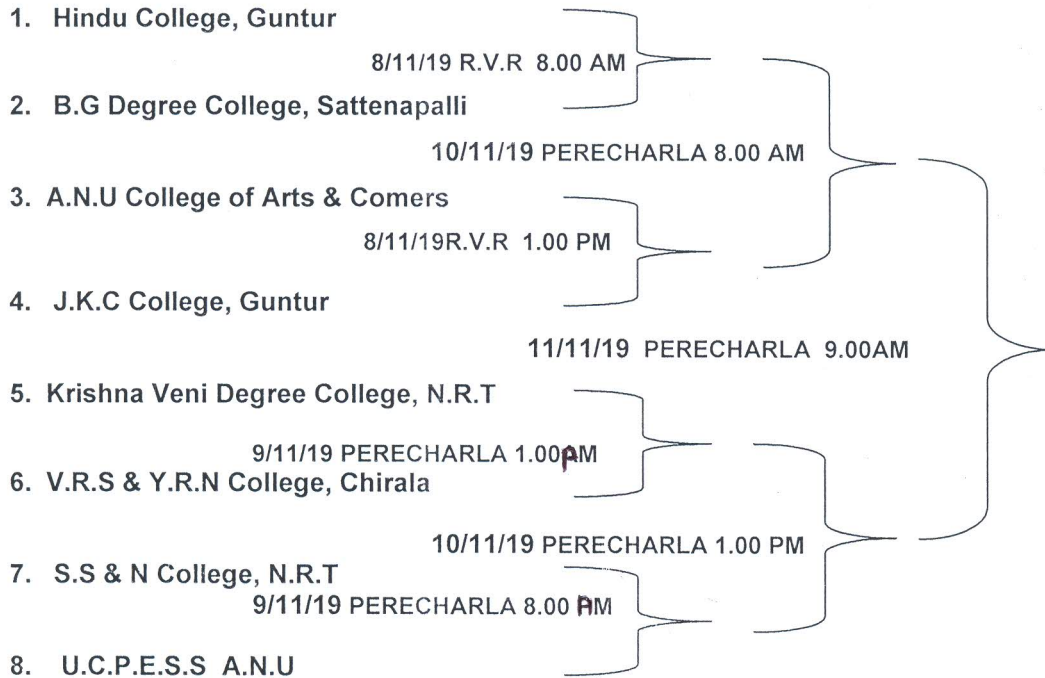 1. Hindu College, Guntur
8/11/19 R.V.R 8.00 AM
2. B.G Degree College, Sattenapalli
10/11/19 PERECHARLA 8.00 AM
3. A.N.U College of Arts & Comers
8/11/19R.V.R 1.00 PM
4. J.K.C College, Guntur
11/11/19 PERECHARLA 9.00AM
5. Krishna Veni Degree College, N.R.T
9/11/19 PERECHARLA 1.00PM
6. V.R.S & Y.R.N College, Chirala
10/11/19 PERECHARLA 1.00 PM
7. S.S & N College, N.R.T
9/11/19 PERECHARLA 8.00 AM
8. U.C.P.E.S.S A.N.U